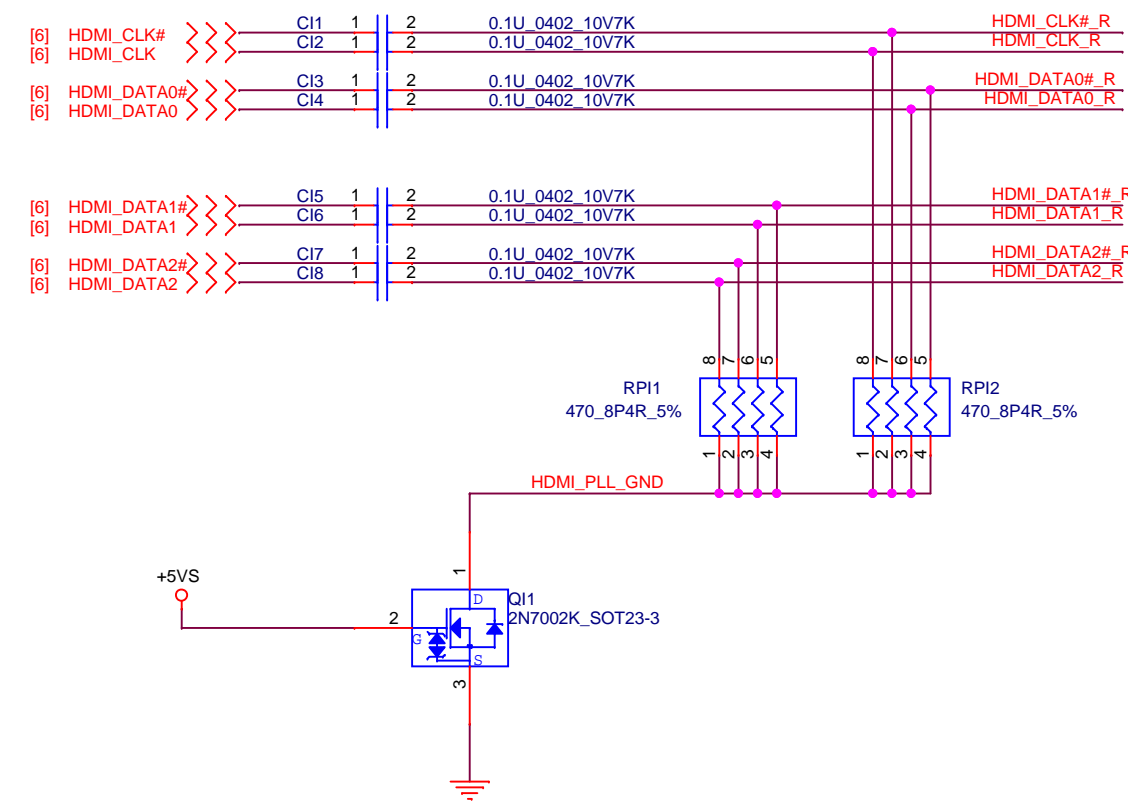 [6] HDMI_CLK# CI1 1 2 0.1U_0402_10V7K HDMI_CLK#_R
[6] HDMI_CLK CI2 1 2 0.1U_0402_10V7K HDMI_CLK_R
[6] HDMI_DATA0# CI3 1 2 0.1U_0402_10V7K HDMI_DATA0#_R
[6] HDMI_DATA0 CI4 1 2 0.1U_0402_10V7K HDMI_DATA0_R
[6] HDMI_DATA1# CI5 1 2 0.1U_0402_10V7K HDMI_DATA1#_R
[6] HDMI_DATA1 CI6 1 2 0.1U_0402_10V7K HDMI_DATA1_R
[6] HDMI_DATA2# CI7 1 2 0.1U_0402_10V7K HDMI_DATA2#_R
[6] HDMI_DATA2 CI8 1 2 0.1U_0402_10V7K HDMI_DATA2_R
8 7 6 5 8 7 6 5
RPI1 RPI2
470_8P4R_5% 470_8P4R_5%
1 2 3 4 1 2 3 4
HDMI_PLL_GND
1
+5VS
D QI1
2 2N7002K_SOT23-3
G
S
3